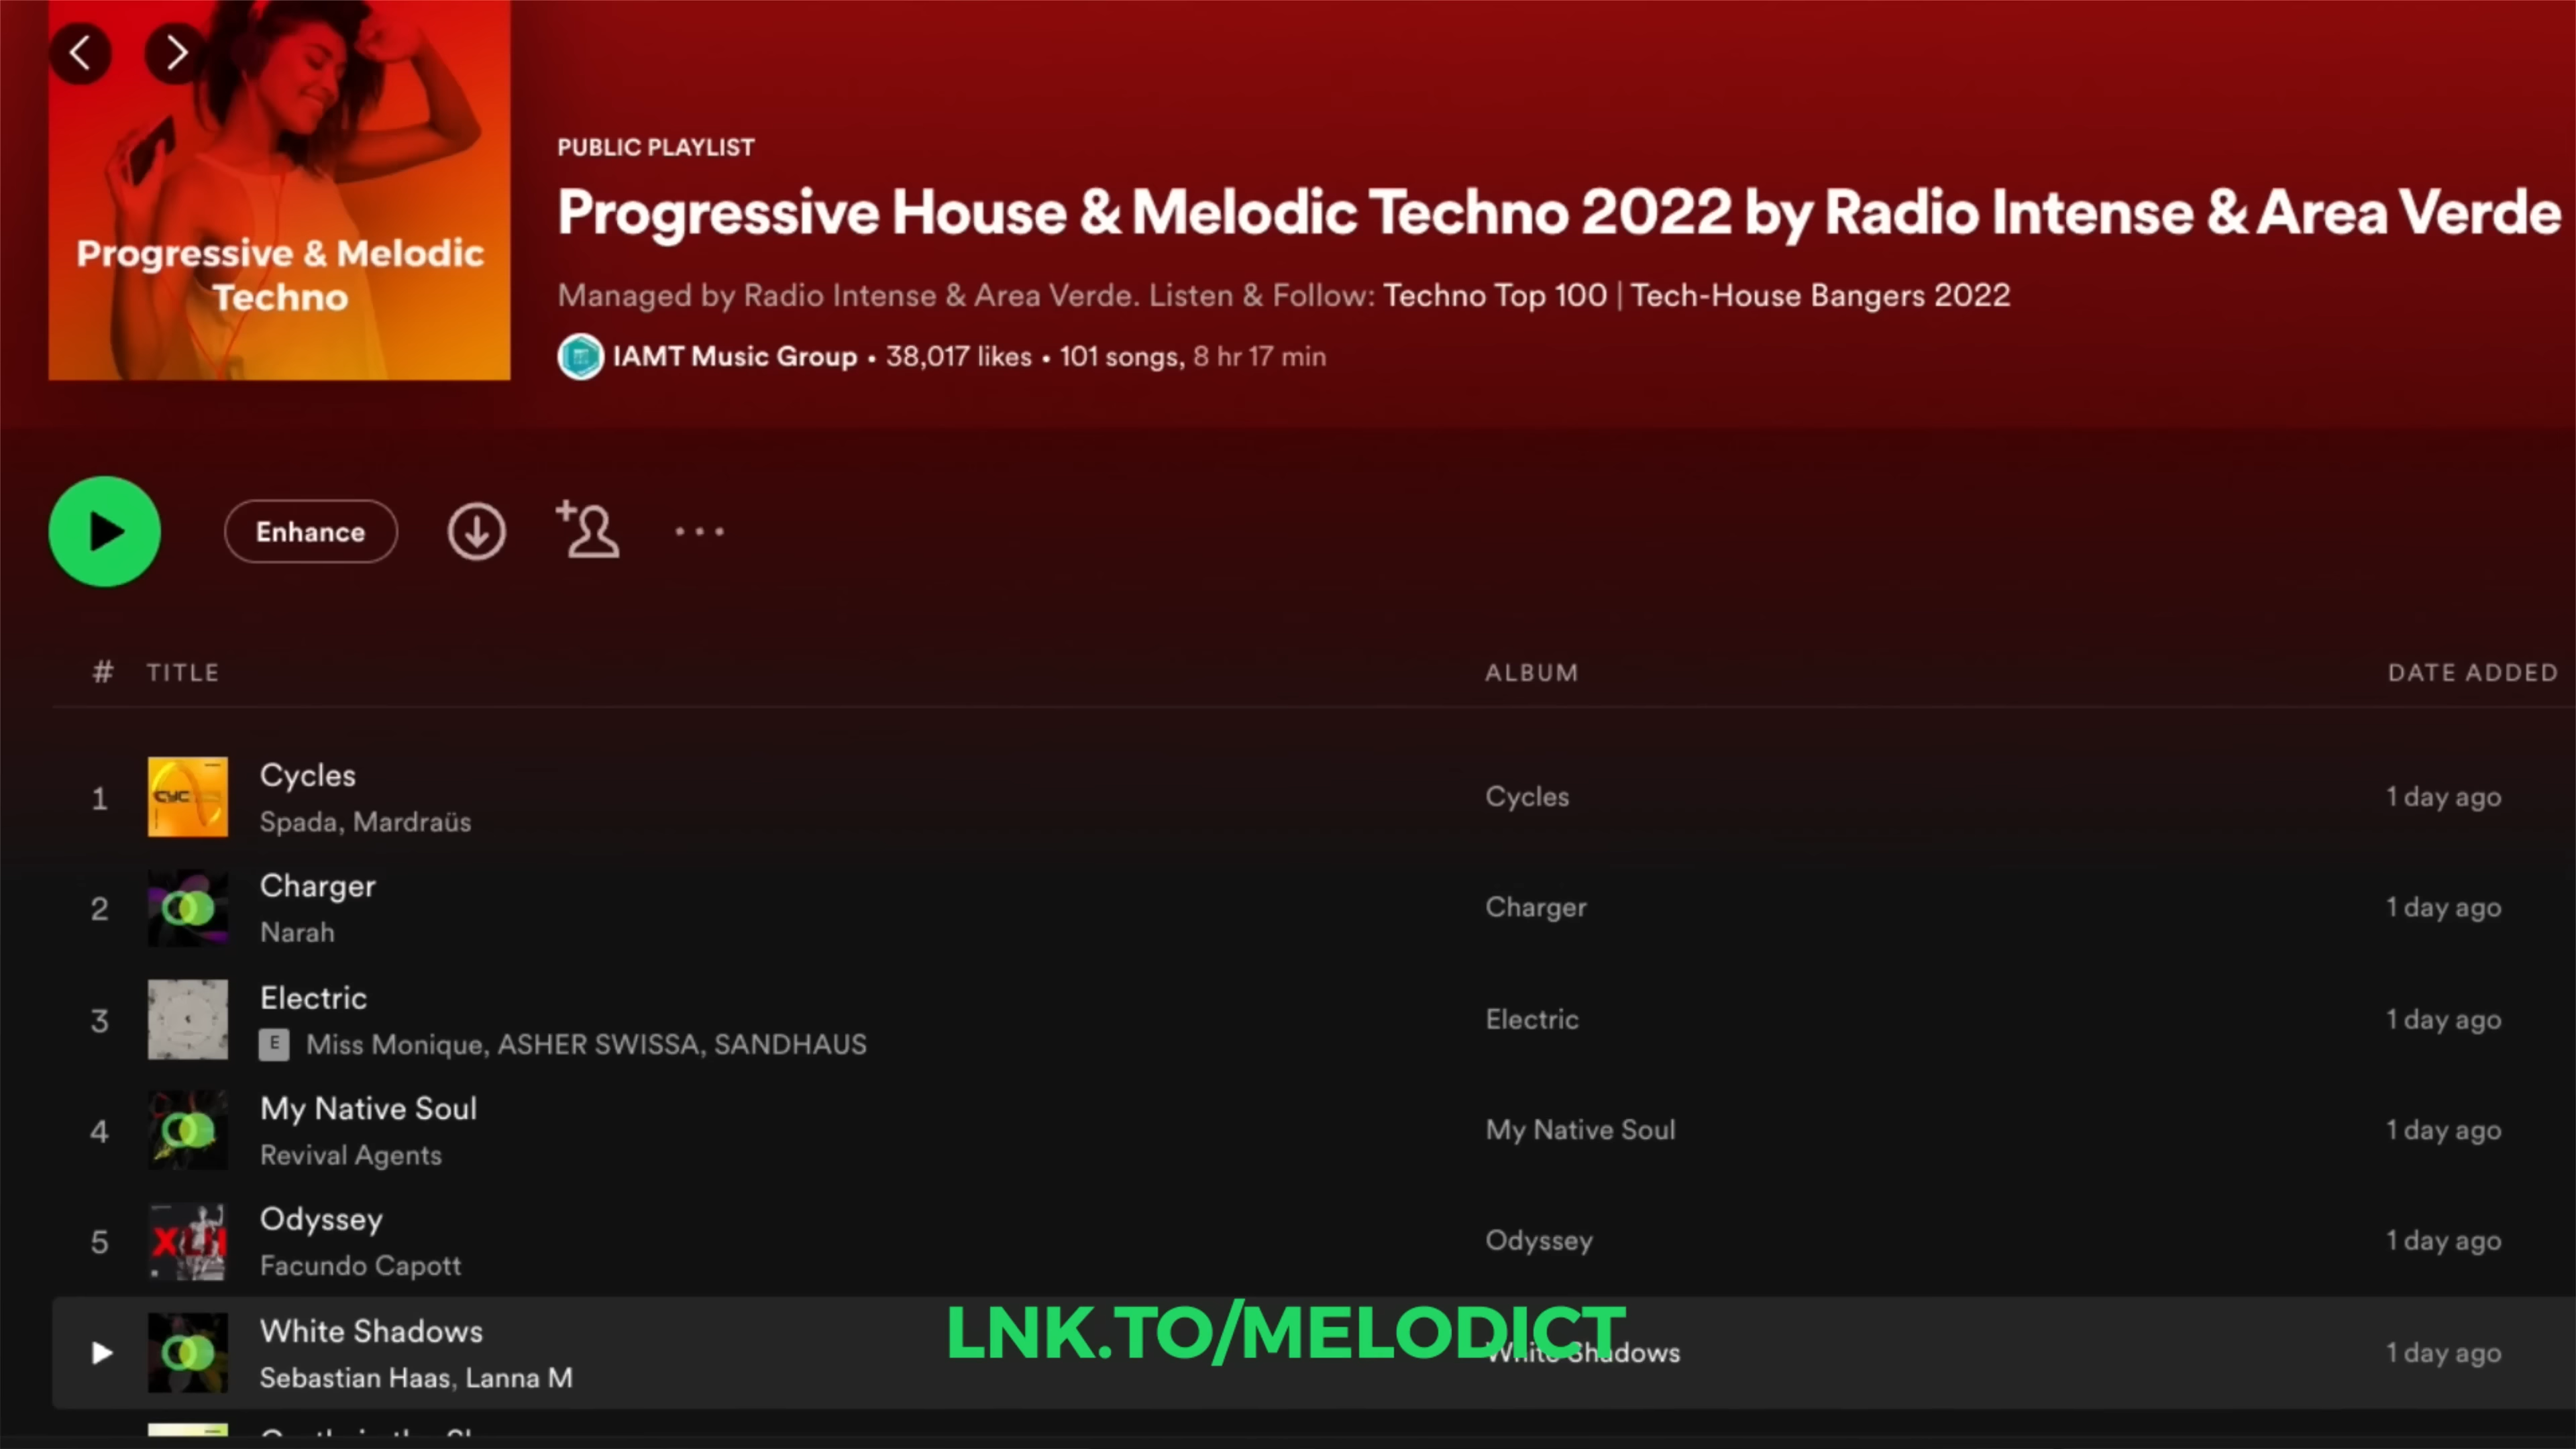 PUBLIC PLAYLIST
Progressive House & Melodic Techno 2022 by Radio Intense & Area Verde
Progressive & Melodic
Techno
Managed by Radio Intense & Area Verde. Listen & Follow: Techno Top 100 | Tech-House Bangers 2022
IAMT Music Group • 38,017 likes • 101 songs, 8 hr 17 min
Enhance
# TITLE ALBUM DATE ADDED
1 Cycles Cycles 1 day ago
Spada, Mardraüs
2 Charger Charger 1 day ago
Narah
3 Electric Electric 1 day ago
E Miss Monique, ASHER SWISSA, SANDHAUS
4 My Native Soul My Native Soul 1 day ago
Revival Agents
5 Odyssey Odyssey 1 day ago
Facundo Capott
XLII
White Shadows White Shadows 1 day ago
Sebastian Haas, Lanna M
LNK.TO/MELODICT